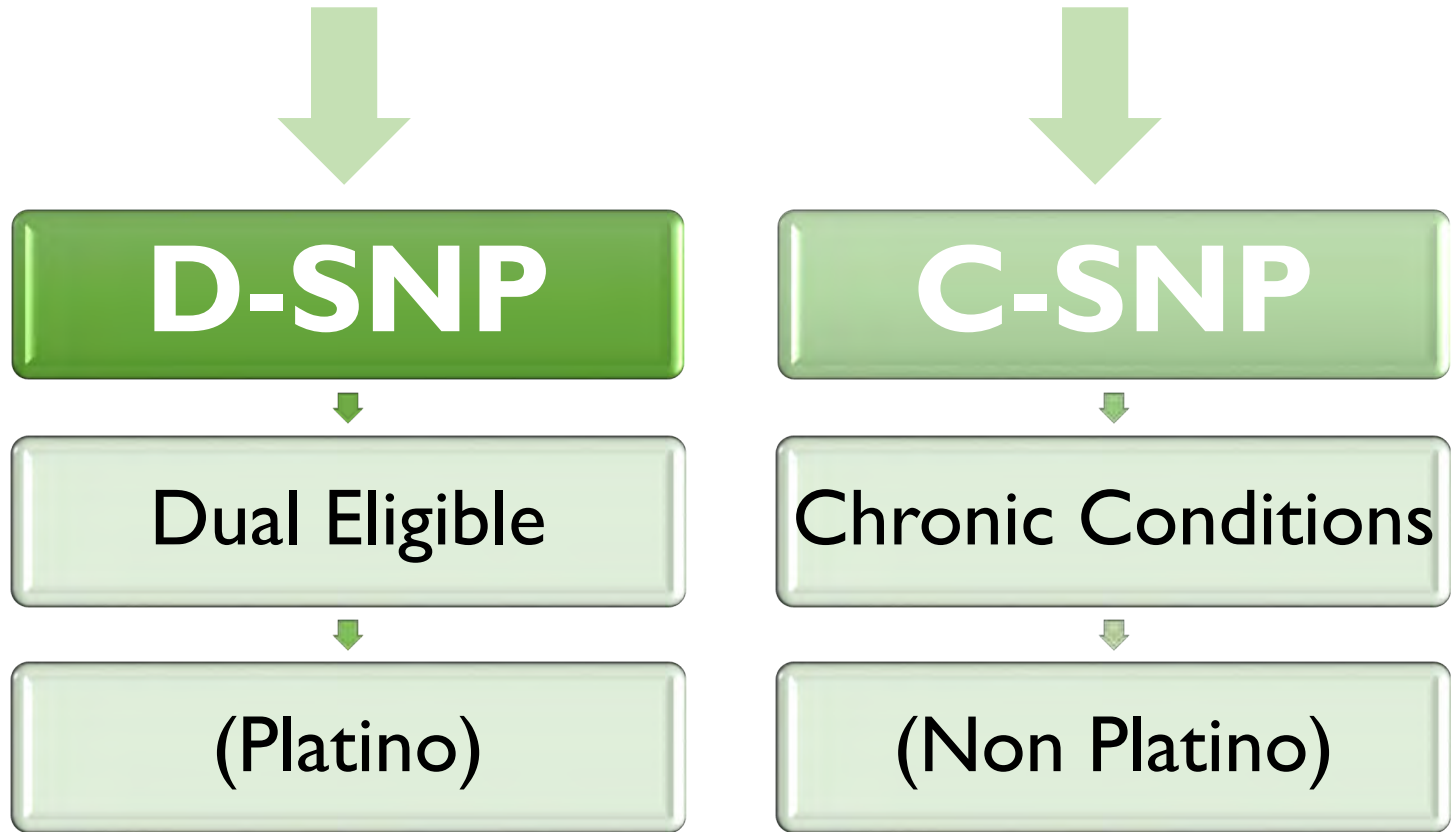 D-SNP
Dual Eligible
(Platino)
C-SNP
Chronic Conditions
(Non Platino)